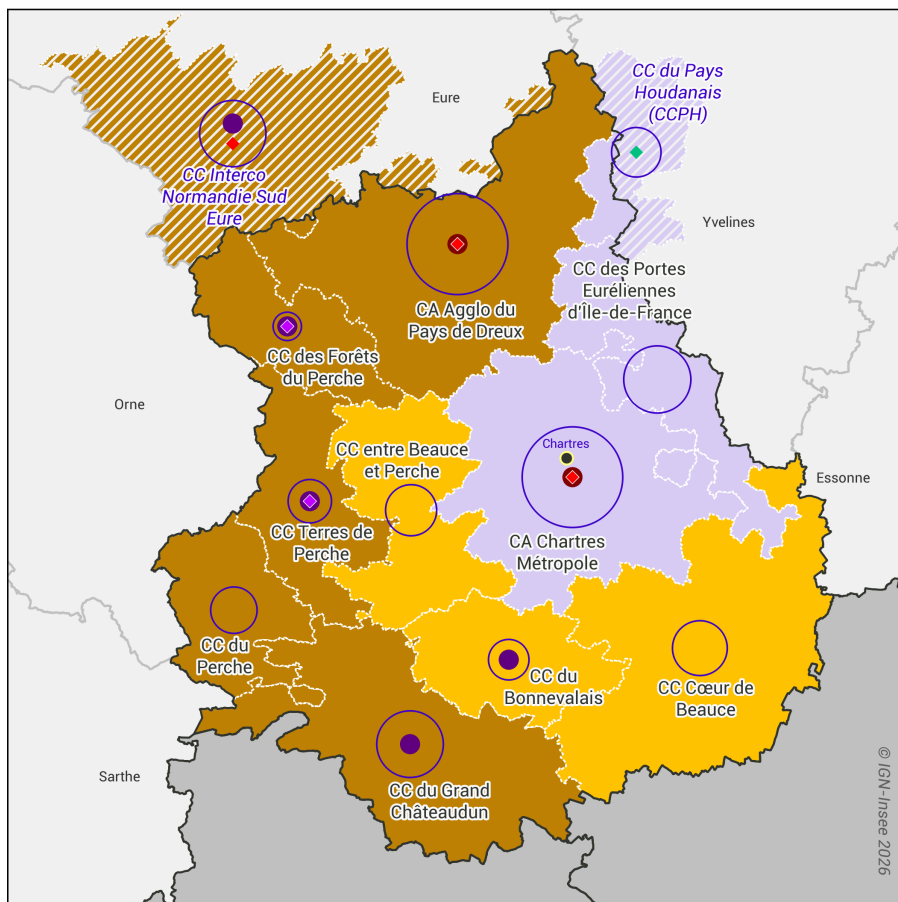 CC du Pays
Houdanais
(CCPH)
Eure
CC Interco
Normandie Sud
Eure
Yvelines
CC des Portes
Euréliennes
d'Île-de-France
CA Agglo du
Pays de Dreux
CC des Forêts
du Perche
Orne
Chartres
CC entre Beauce
et Perche
Essonne
CC Terres de
Perche
CA Chartres
Métropole
CC du
Perche
CC du
Bonnevalais
CC Cœur de
Beauce
Sarthe
CC du Grand
Châteaudun
© IGN-Insee 2026